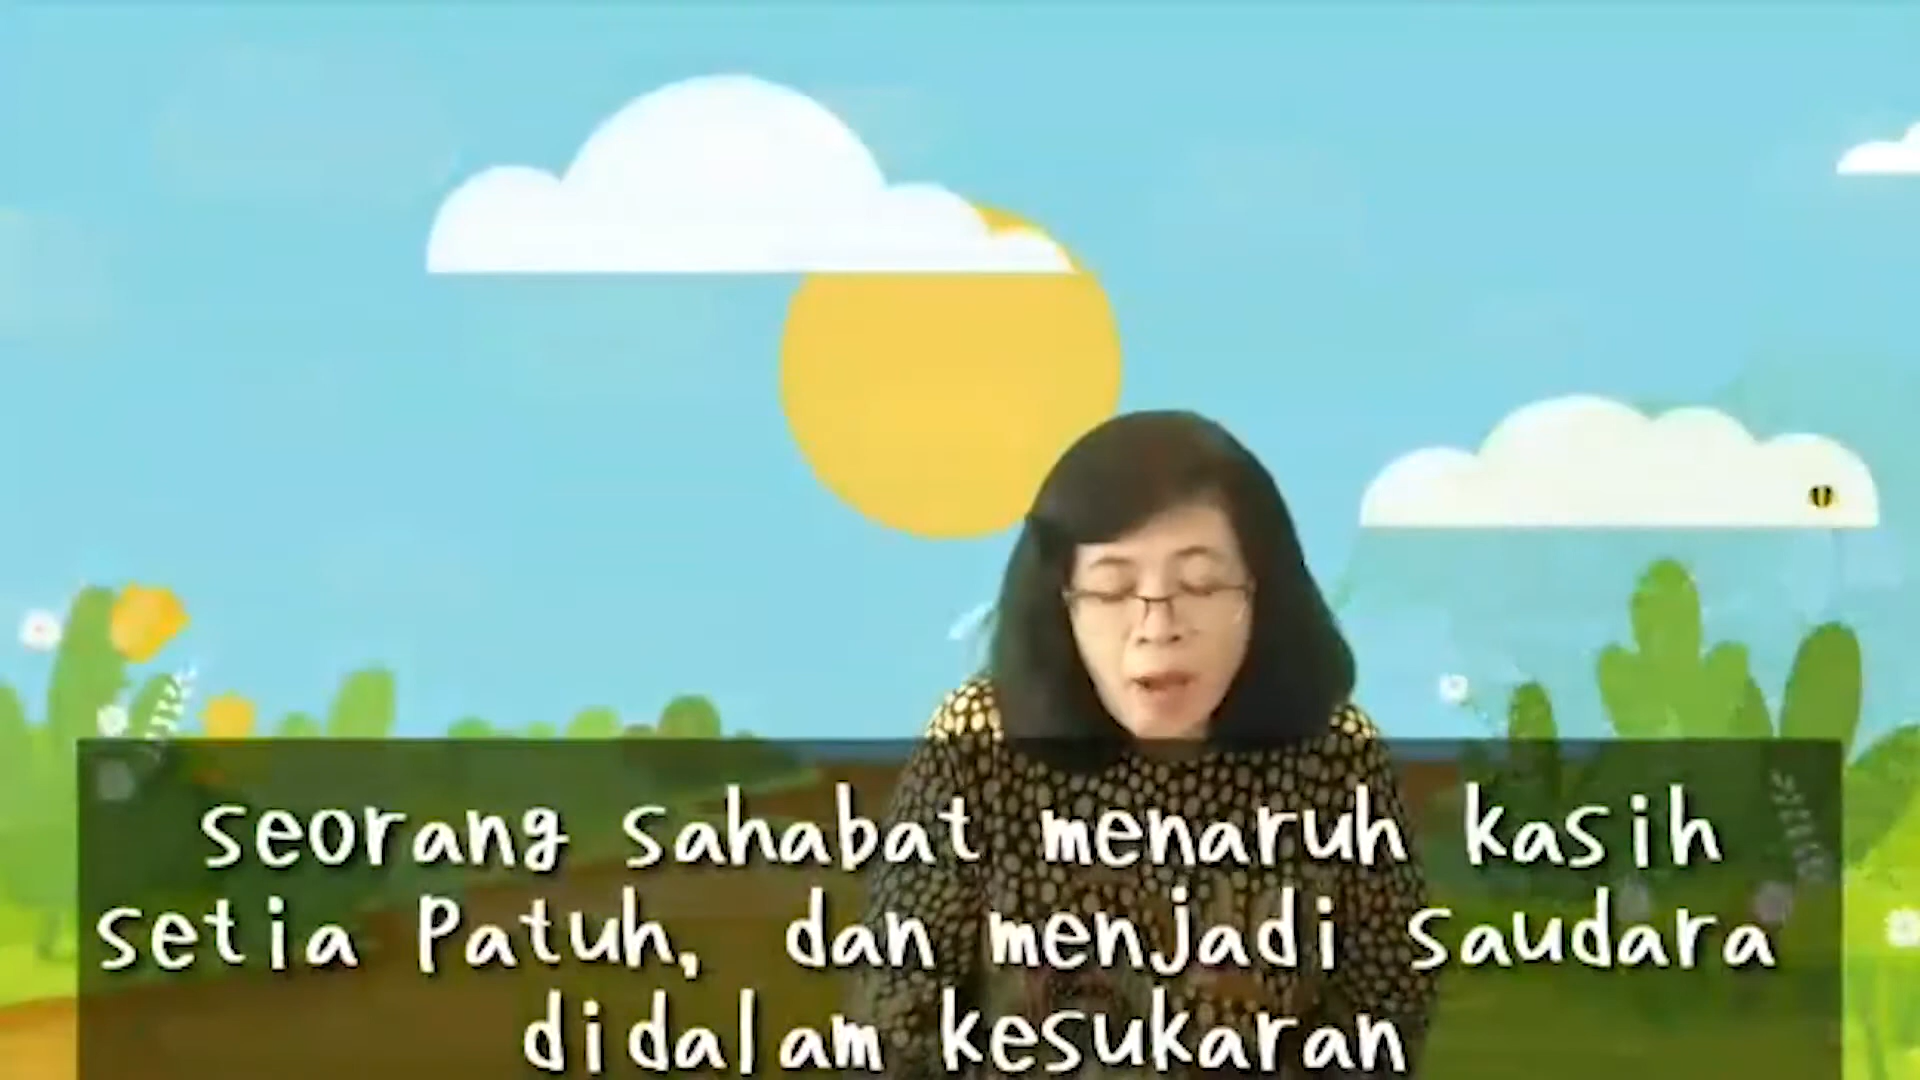 seorang sahabat menaruh kasih
setia Patuh, dan menjadi saudara
didalam kesukaran